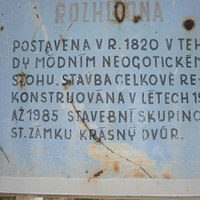 ROZHLEDNA
POSTAVENA V R. 1820 V TEH
DY MÓDNÍM NEOGOTICKÉM
SLOHU. STAVBA CELKOVĚ RE-
KONSTRUOVÁNA V LÉTECH 19
AŽ 1985 STAVEBNÍ SKUPINO
ST. ZÁMKU KRÁSNÝ DVŮR.